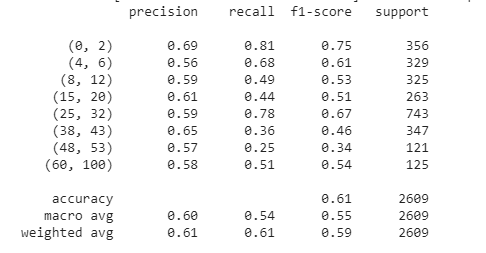 precision recall f1-score support
(0, 2) 0.69 0.81 0.75 356
(4, 6) 0.56 0.68 0.61 329
(8, 12) 0.59 0.49 0.53 325
(15, 20) 0.61 0.44 0.51 263
(25, 32) 0.59 0.78 0.67 743
(38, 43) 0.65 0.36 0.46 347
(48, 53) 0.57 0.25 0.34 121
(60, 100) 0.58 0.51 0.54 125
accuracy 0.61 2609
macro avg 0.60 0.54 0.55 2609
weighted avg 0.61 0.61 0.59 2609